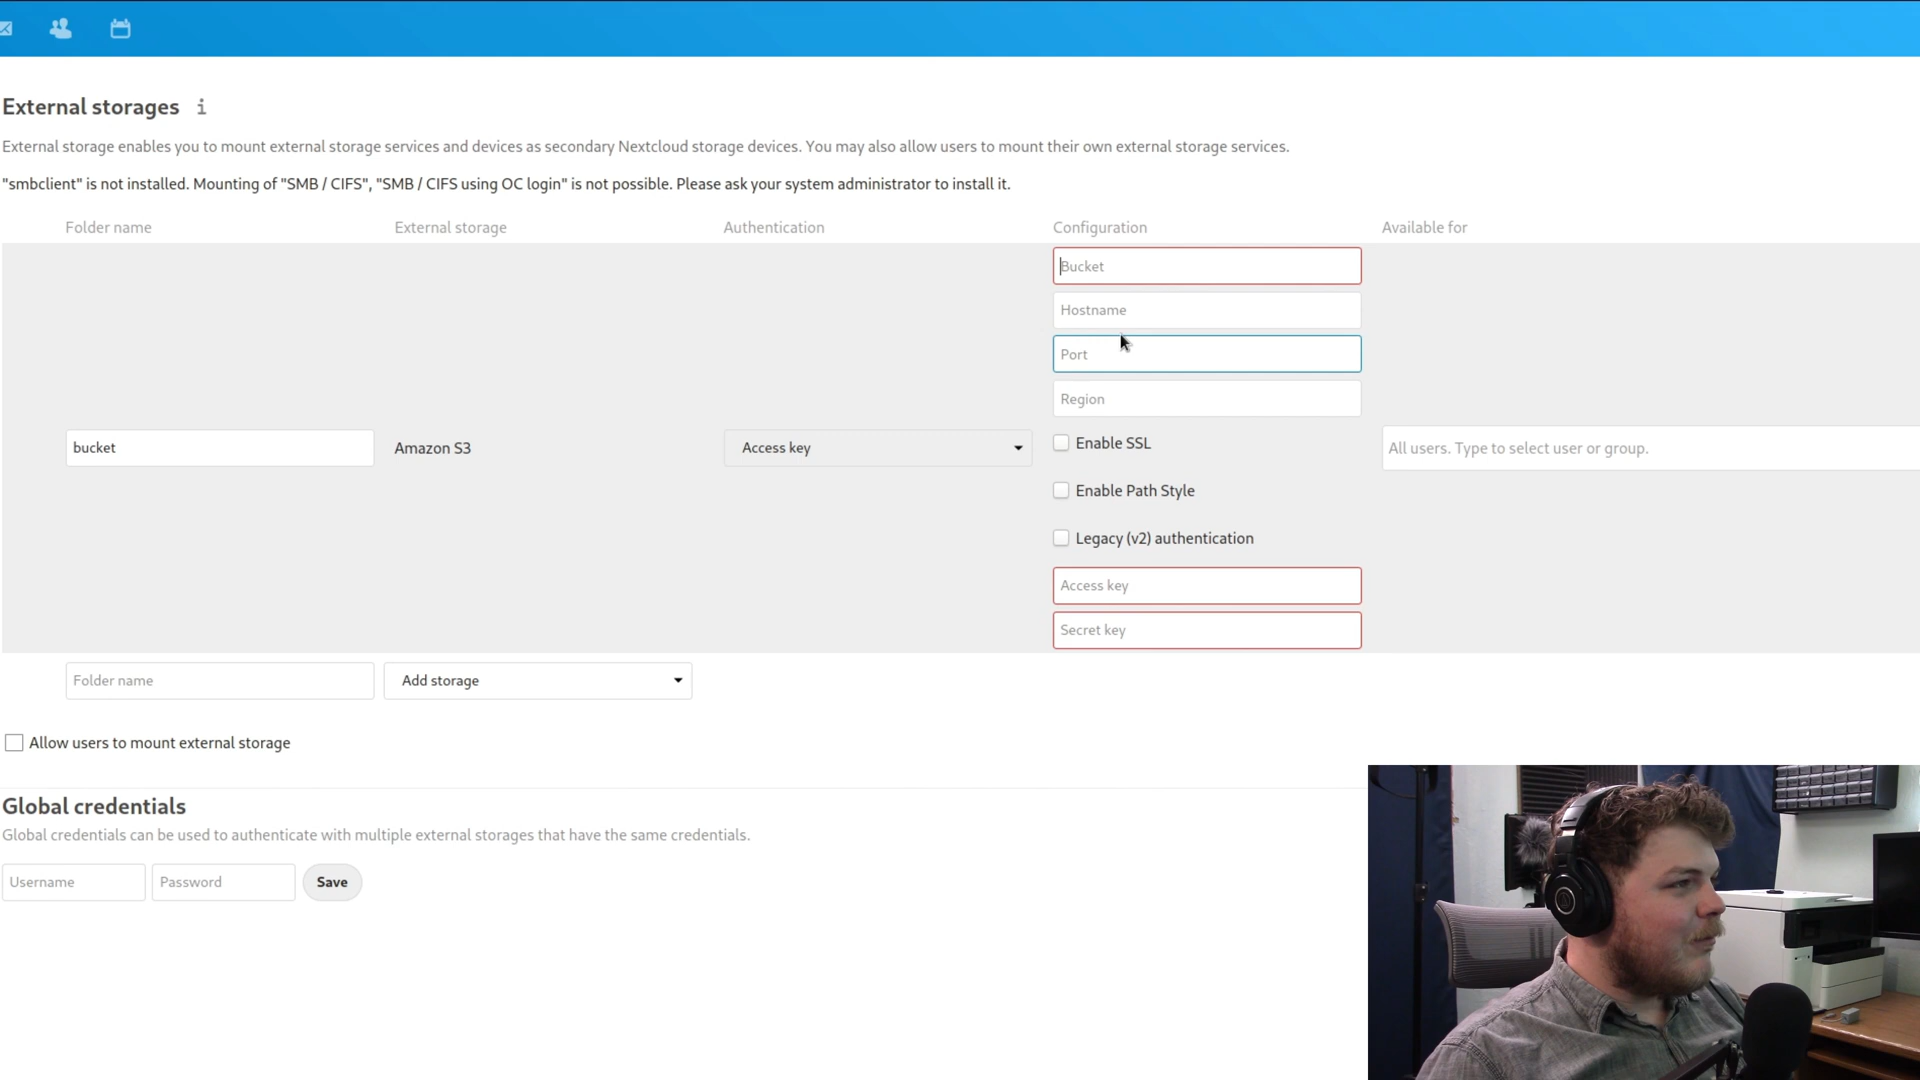 External storages
External storage enables you to mount external storage services and devices as secondary Nextcloud storage devices. You may also allow users to mount their own external storage services.
"smbclient" is not installed. Mounting of "SMB / CIFS", "SMB / CIFS using OC login" is not possible. Please ask your system administrator to install it.
Folder name External storage Authentication Configuration Available for
Bucket
Hostname
Port
Region
bucket Amazon S3 Access key Enable SSL All users. Type to select user or group.
Enable Path Style
Legacy (v2) authentication
Access key
Secret key
Folder name Add storage
Allow users to mount external storage
Global credentials
Global credentials can be used to authenticate with multiple external storages that have the same credentials.
Username Password Save